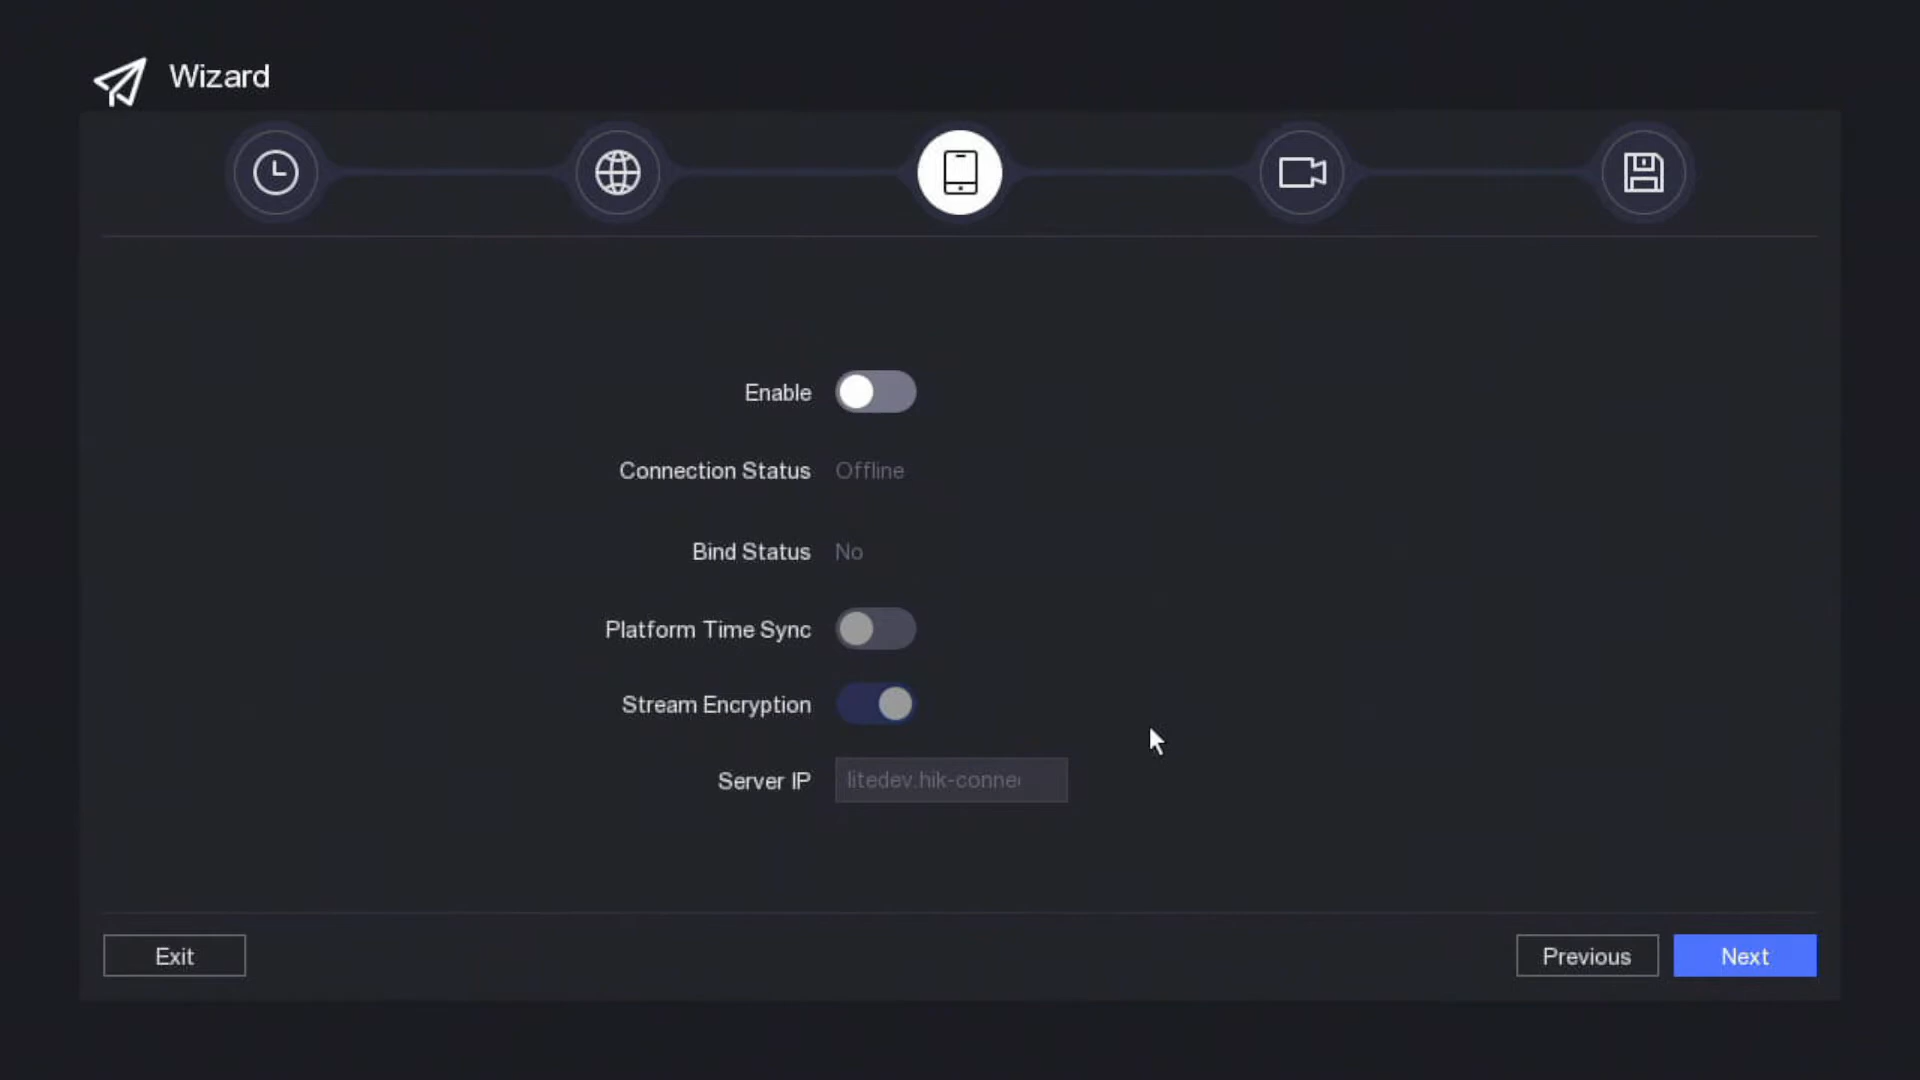 Wizard
Enable
Connection Status Offline
Bind Status No
Platform Time Sync
Stream Encryption
Server IP litedev.hik-connec
Exit
Previous
Next